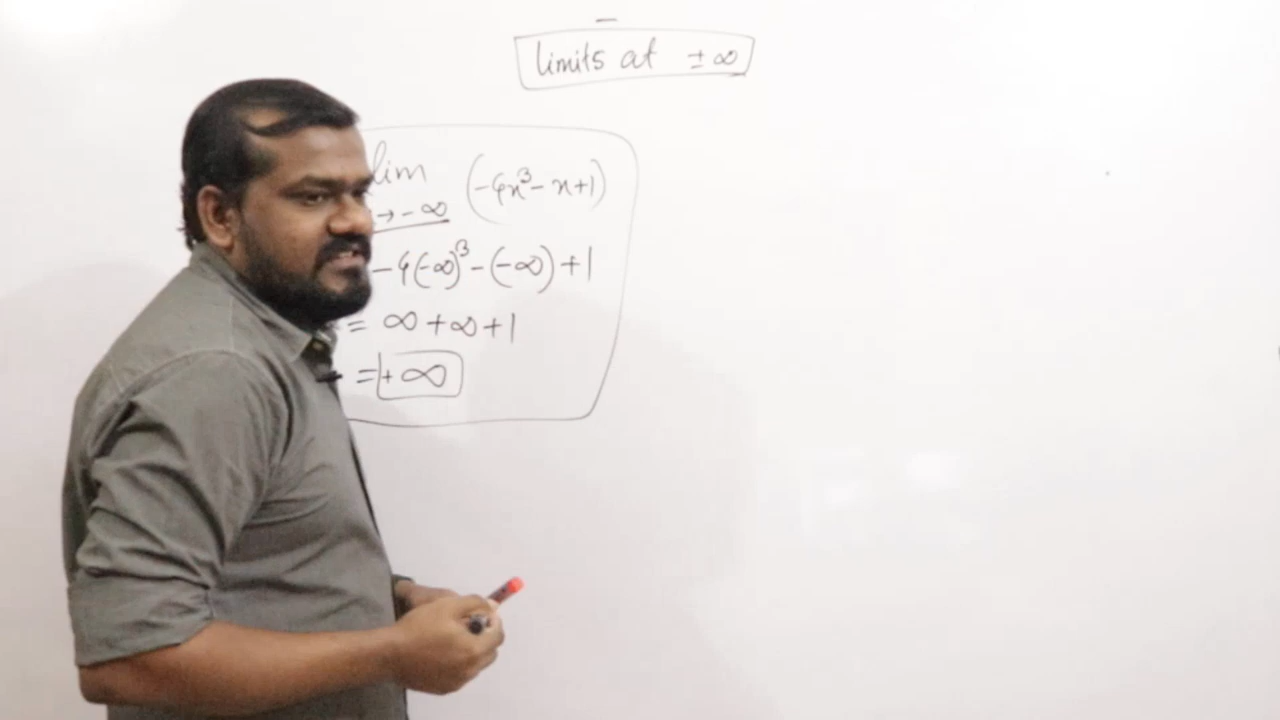 limits at ±∞
lim (-4x³-x+1)
→-∞
-4(-∞)³-(-∞)+1
= ∞+∞+1
= +∞